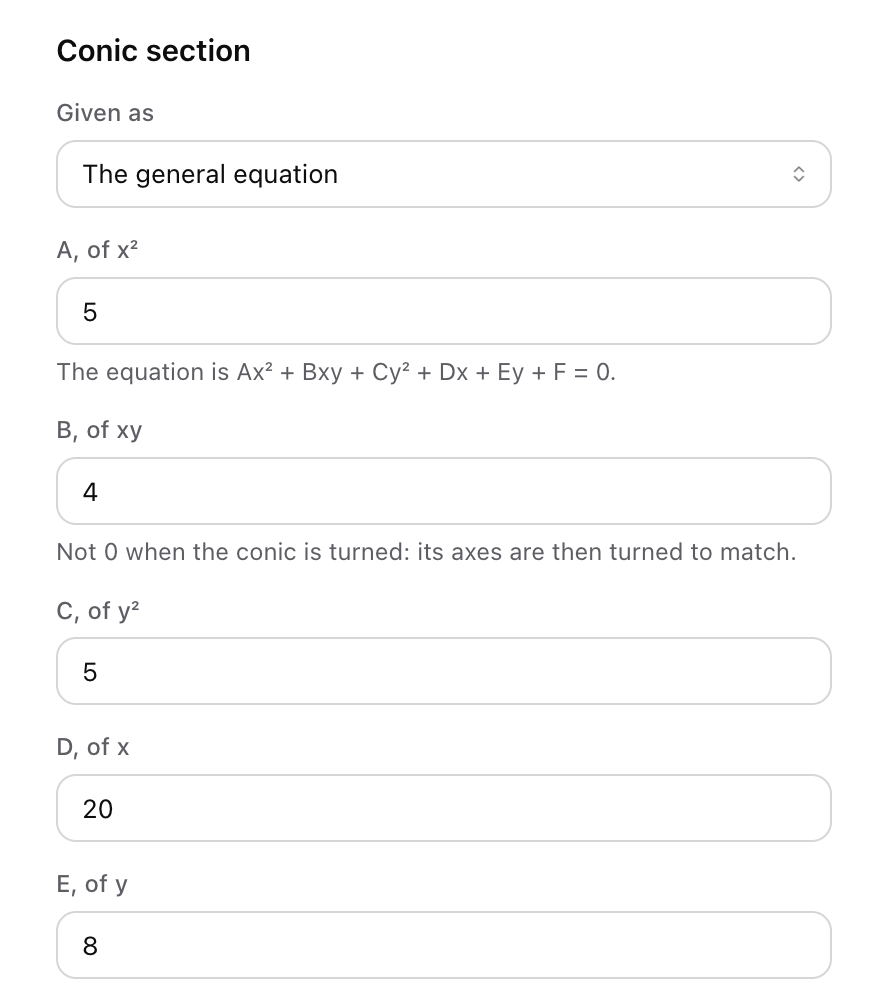 Conic section
Given as
The general equation
A, of x²
5
The equation is Ax² + Bxy + Cy² + Dx + Ey + F = 0.
B, of xy
4
Not 0 when the conic is turned: its axes are then turned to match.
C, of y²
5
D, of x
20
E, of y
8